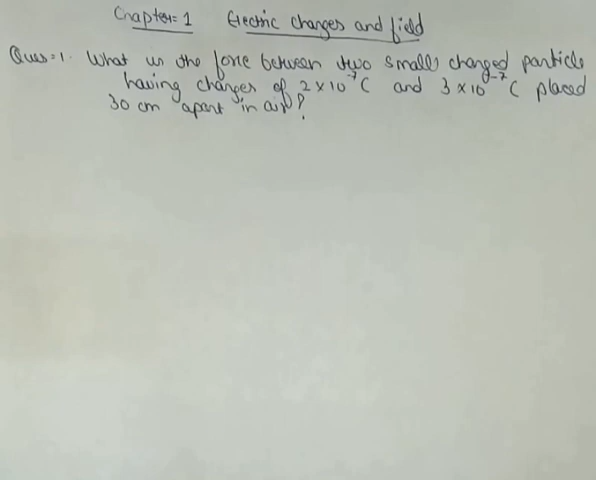 Chapter = 1 Electric charges and field
Ques = 1. What is the force between two small charged particle
having charges of 2 × 10⁻⁷ C and 3 × 10⁻⁷ C placed
30 cm apart in air?